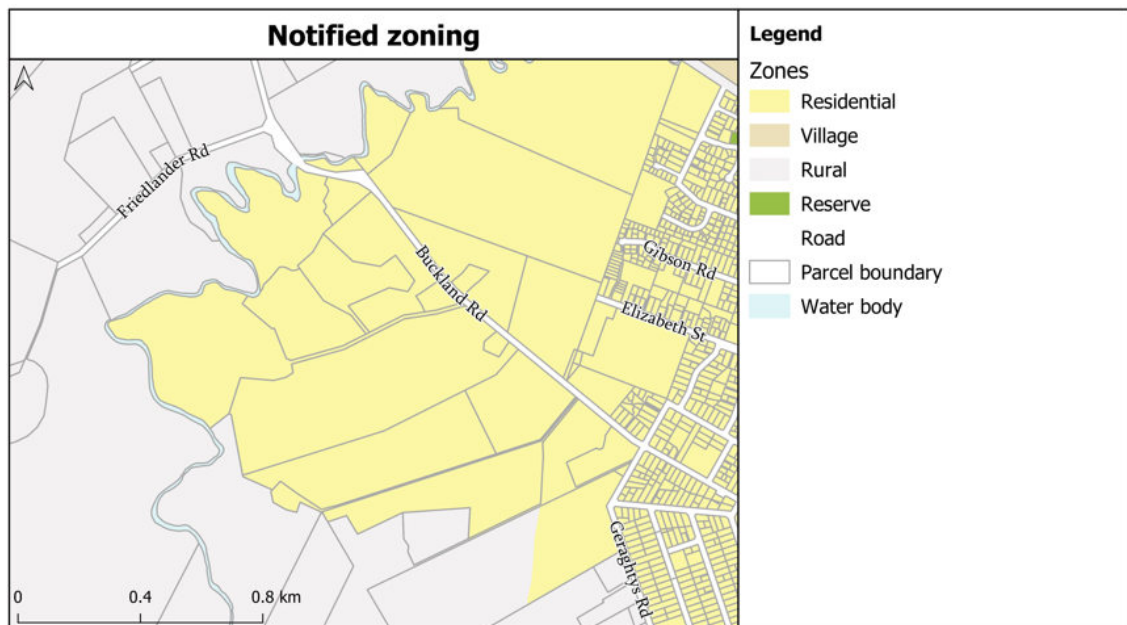 Notified zoning
Legend
Zones
Residential
Village
Rural
Reserve
Road
Parcel boundary
Water body
Friedlander Rd
Buckland Rd
Gibson Rd
Elizabeth St
Geraghtys Rd
0 0.4 0.8 km